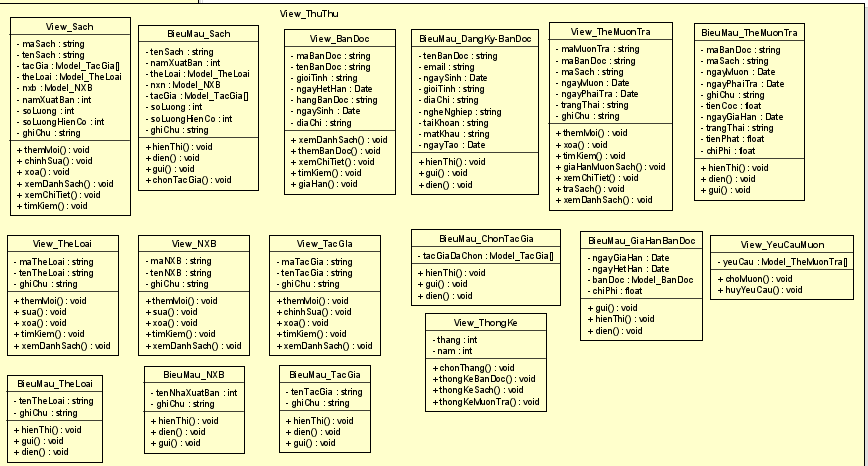 View_ThuThu
View_Sach
- maSach : string
- tenSach : string
- tacGia : Model_TacGia[]
- theLoai : Model_TheLoai
- nxb : Model_NXB
- namXuatBan : int
- soLuong : int
- soLuongHienCo : int
- ghiChu : string
+ themMoi() : void
+ chinhSua() : void
+ xoa() : void
+ xemDanhSach() : void
+ xemChiTiet() : void
+ timKiem() : void
BieuMau_Sach
- tenSach : string
- namXuatBan : int
- theLoai : Model_TheLoai
- nxn : Model_NXB
- tacGia : Model_TacGia[]
- soLuong : int
- soLuongHienCo : int
- ghiChu : string
+ hienThi() : void
+ dien() : void
+ gui() : void
+ chonTacGia() : void
View_BanDoc
- maBanDoc : string
- tenBanDoc : string
- gioiTinh : string
- ngayHetHan : Date
- hangBanDoc : string
- ngaySinh : Date
- diaChi : string
+ xemDanhSach() : void
+ themBanDoc() : void
+ xemChiTiet() : void
+ timKiem() : void
+ giaHan() : void
BieuMau_DangKy-BanDoc
- tenBanDoc : string
- email : string
- ngaySinh : Date
- gioiTinh : string
- diaChi : string
- ngheNghiep : string
- taiKhoan : string
- matKhau : string
- ngayTao : Date
+ hienThi() : void
+ gui() : void
+ dien() : void
View_TheMuonTra
- maMuonTra : string
- maBanDoc : string
- maSach : string
- ngayMuon : Date
- ngayPhaiTra : Date
- trangThai : string
- ghiChu : string
+ themMoi() : void
+ xoa() : void
+ timKiem() : void
+ giaHanMuonSach() : void
+ xemChiTiet() : void
+ traSach() : void
+ xemDanhSach() : void
BieuMau_TheMuonTra
- maBanDoc : string
- maSach : string
- ngayMuon : Date
- ngayPhaiTra : Date
- ghiChu : string
- tienCoc : float
- ngayGiaHan : Date
- trangThai : string
- tienPhat : float
- chiPhi : float
+ hienThi() : void
+ dien() : void
+ gui() : void
View_TheLoai
- maTheLoai : string
- tenTheLoai : string
- ghiChu : string
+ themMoi() : void
+ sua() : void
+ xoa() : void
+ timKiem() : void
+ xemDanhSach() : void
View_NXB
- maNXB : string
- tenNXB : string
- ghiChu : string
+ themMoi() : void
+ sua() : void
+ xoa() : void
+ timKiem() : void
+ xemDanhSach() : void
View_TacGIa
- maTacGia : string
- tenTacGia : string
- ghiChu : string
+ themMoi() : void
+ chinhSua() : void
+ xoa() : void
+ timKiem() : void
+ xemDanhSach() : void
BieuMau_ChonTacGia
- tacGiaDaChon : Model_TacGia[]
+ hienThi() : void
+ gui() : void
+ dien() : void
BieuMau_GiaHanBanDoc
- ngayGiaHan : Date
- ngayHetHan : Date
- banDoc : Model_BanDoc
- chiPhi : float
+ gui() : void
+ hienThi() : void
+ dien() : void
View_YeuCauMuon
- yeuCau : Model_TheMuonTra[]
+ choMuon() : void
+ huyYeuCau() : void
View_ThongKe
- thang : int
- nam : int
+ chonThang() : void
+ thongKeBanDoc() : void
+ thongKeSach() : void
+ thongKeMuonTra() : void
BieuMau_TheLoai
- tenTheLoai : string
- ghiChu : string
+ hienThi() : void
+ gui() : void
+ dien() : void
BieuMau_NXB
- tenNhaXuatBan : int
- ghiChu : string
+ hienThi() : void
+ dien() : void
+ gui() : void
BieuMau_TacGia
- tenTacGia : string
- ghiChu : string
+ hienThi() : void
+ dien() : void
+ gui() : void